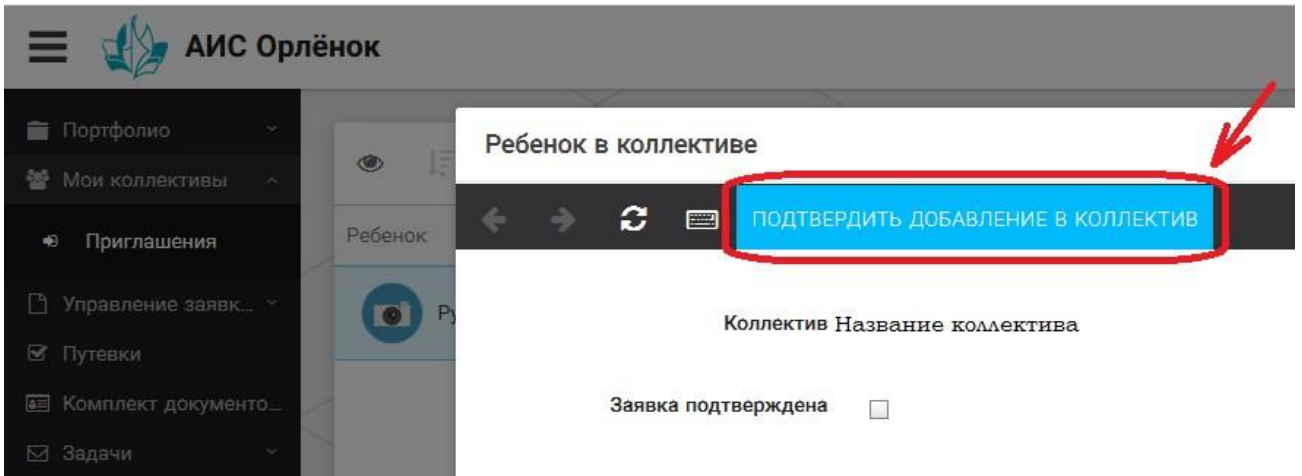 АИС Орлёнок
Портфолио
Мои коллективы
Приглашения
Управление заявк...
Путевки
Комплект документо...
Задачи
Ребенок
Ребенок в коллективе
ПОДТВЕРДИТЬ ДОБАВЛЕНИЕ В КОЛЛЕКТИВ
Коллектив Название коллектива
Заявка подтверждена